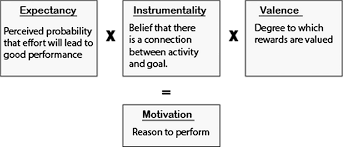 Expectancy
Perceived probability
that effort will lead to
good performance
X
Instrumentality
Belief that there
is a connection
between activity
and goal.
X
Valence
Degree to which
rewards are valued
=
Motivation
Reason to perform